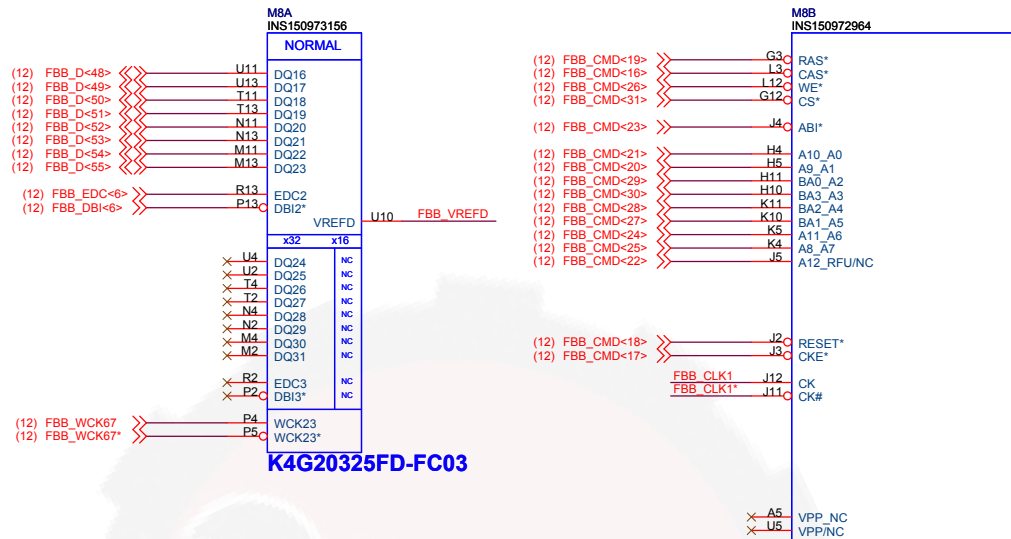 M8A
INS150973156
NORMAL
(12) FBB_D<48> U11 DQ16
(12) FBB_D<49> U13 DQ17
(12) FBB_D<50> T11 DQ18
(12) FBB_D<51> T13 DQ19
(12) FBB_D<52> N11 DQ20
(12) FBB_D<53> N13 DQ21
(12) FBB_D<54> M11 DQ22
(12) FBB_D<55> M13 DQ23
(12) FBB_EDC<6> R13 EDC2
(12) FBB_DBI<6> P13 DBI2*
VREFD U10 FBB_VREFD
x32 x16
U4 DQ24 NC
U2 DQ25 NC
T4 DQ26 NC
T2 DQ27 NC
N4 DQ28 NC
N2 DQ29 NC
M4 DQ30 NC
M2 DQ31 NC
R2 EDC3 NC
P2 DBI3* NC
(12) FBB_WCK67 P4 WCK23
(12) FBB_WCK67* P5 WCK23*
K4G20325FD-FC03
M8B
INS150972964
(12) FBB_CMD<19> G3 RAS*
(12) FBB_CMD<16> L3 CAS*
(12) FBB_CMD<26> L12 WE*
(12) FBB_CMD<31> G12 CS*
(12) FBB_CMD<23> J4 ABI*
(12) FBB_CMD<21> H4 A10_A0
(12) FBB_CMD<20> H5 A9_A1
(12) FBB_CMD<29> H11 BA0_A2
(12) FBB_CMD<30> H10 BA3_A3
(12) FBB_CMD<28> K11 BA2_A4
(12) FBB_CMD<27> K10 BA1_A5
(12) FBB_CMD<24> K5 A11_A6
(12) FBB_CMD<25> K4 A8_A7
(12) FBB_CMD<22> J5 A12_RFU/NC
(12) FBB_CMD<18> J2 RESET*
(12) FBB_CMD<17> J3 CKE*
FBB_CLK1 J12 CK
FBB_CLK1* J11 CK#
A5 VPP_NC
U5 VPP/NC